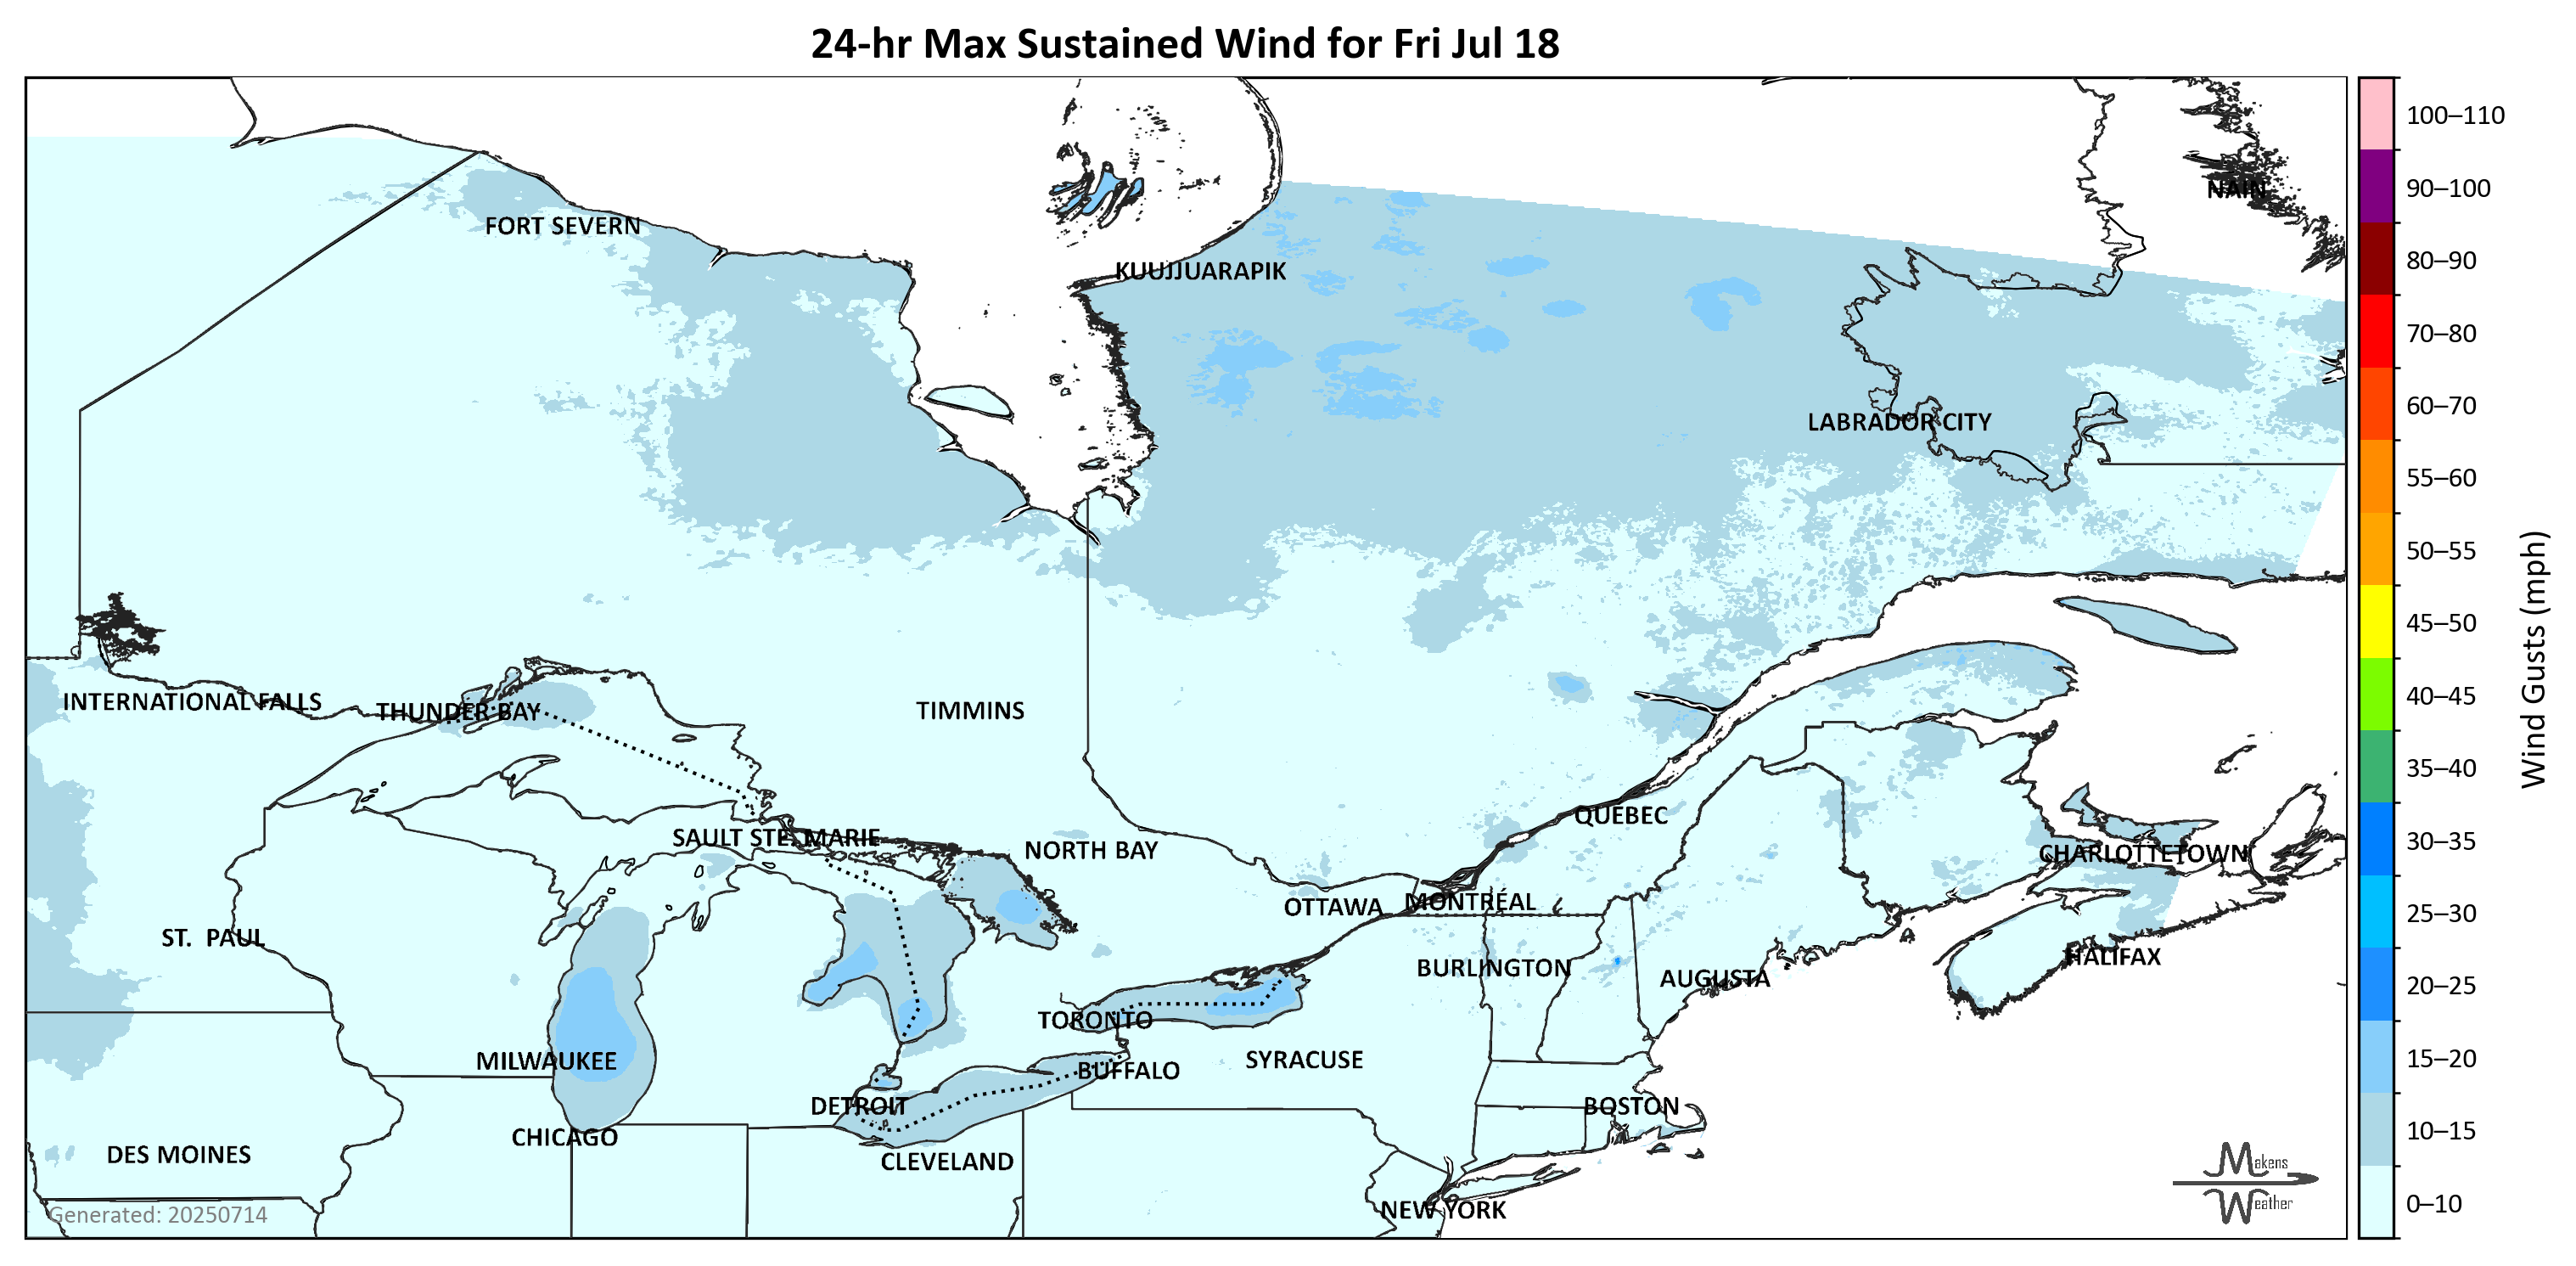 24-hr Max Sustained Wind for Fri Jul 18
100–110
NAIN
90–100
FORT SEVERN
80–90
KUUJJUARAPIK
70–80
60–70
LABRADOR CITY
55–60
50–55
45–50
Wind Gusts (mph)
INTERNATIONAL FALLS
THUNDER BAY
TIMMINS
40–45
35–40
QUÉBEC
SAULT STE. MARIE
NORTH BAY
CHARLOTTETOWN
30–35
OTTAWA
MONTRÉAL
25–30
ST. PAUL
BURLINGTON
AUGUSTA
HALIFAX
20–25
TORONTO
MILWAUKEE
BUFFALO
SYRACUSE
15–20
DETROIT
BOSTON
CHICAGO
10–15
DES MOINES
CLEVELAND
Makens
Weather
Generated: 20250714
NEW YORK
0–10